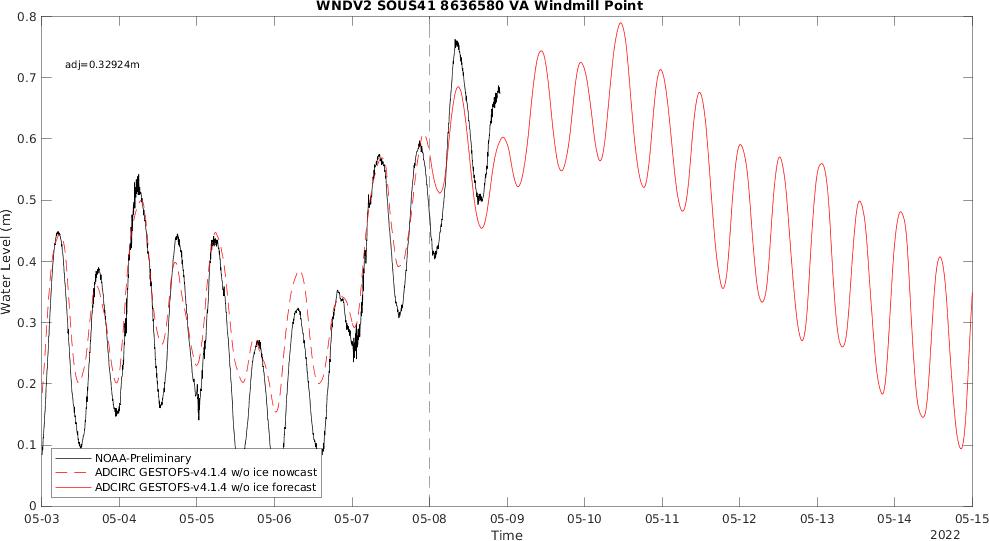 WNDV2 SOUS41 8636580 VA Windmill Point
adj=0.32924m
Water Level (m)
0.8
0.7
0.6
0.5
0.4
0.3
0.2
0.1
0
NOAA-Preliminary
ADCIRC GESTOFS-v4.1.4 w/o ice nowcast
ADCIRC GESTOFS-v4.1.4 w/o ice forecast
05-03 05-04 05-05 05-06 05-07 05-08 05-09 05-10 05-11 05-12 05-13 05-14 05-15
Time
2022